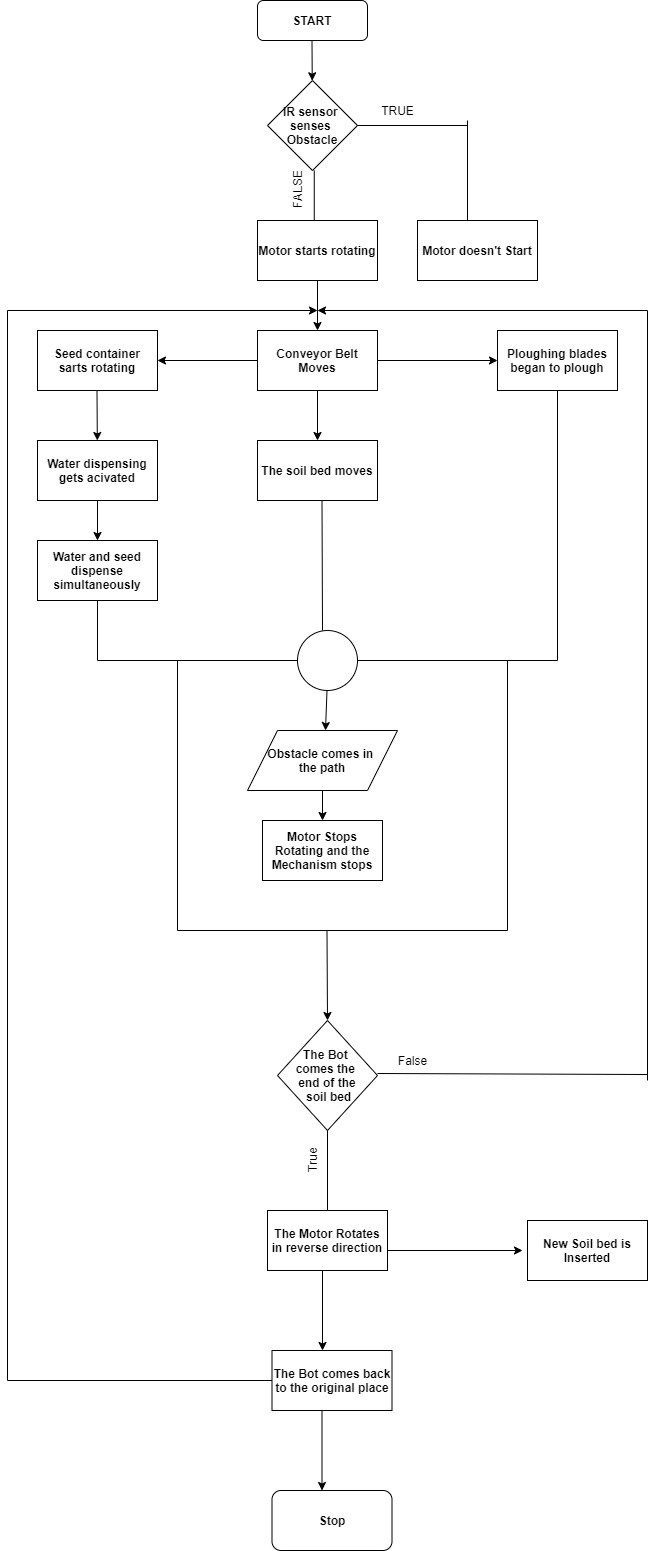 START
IR sensor
senses
Obstacle
TRUE
FALSE
Motor starts rotating
Motor doesn't Start
Seed container
sarts rotating
Conveyor Belt
Moves
Ploughing blades
began to plough
Water dispensing
gets acivated
The soil bed moves
Water and seed
dispense
simultaneously
Obstacle comes in
the path
Motor Stops
Rotating and the
Mechanism stops
The Bot
comes the
end of the
soil bed
False
True
The Motor Rotates
in reverse direction
New Soil bed is
Inserted
The Bot comes back
to the original place
Stop